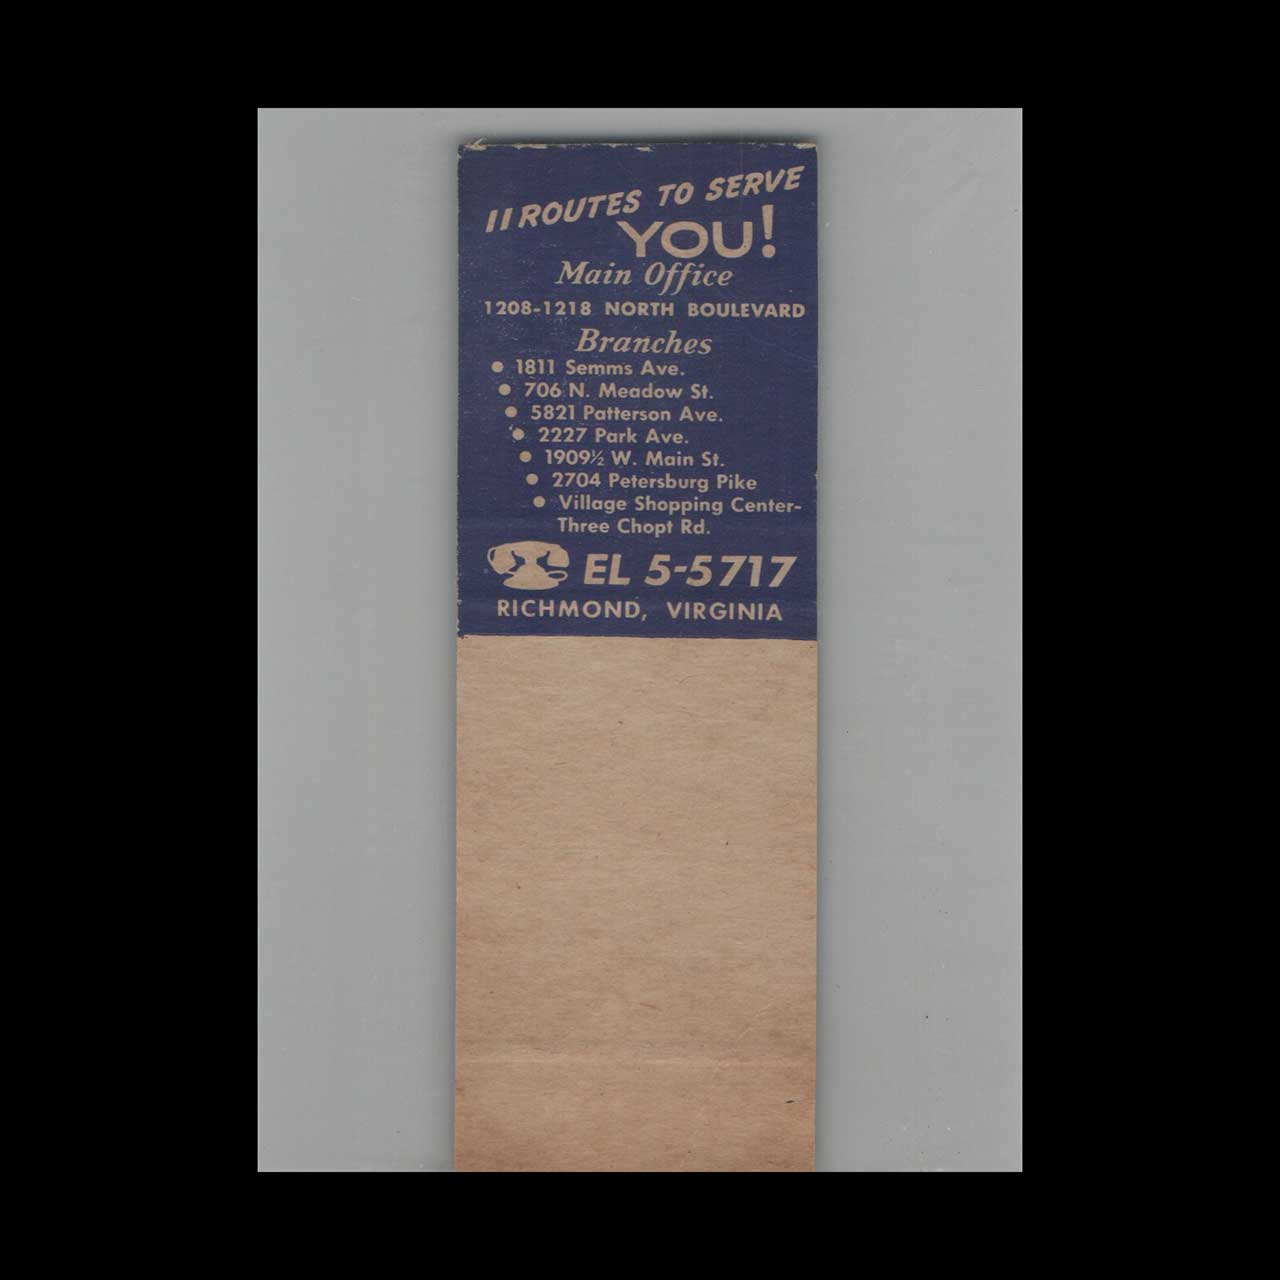 11 ROUTES TO SERVE
YOU!
Main Office
1208-1218 NORTH BOULEVARD
Branches
• 1811 Semms Ave.
• 706 N. Meadow St.
• 5821 Patterson Ave.
• 2227 Park Ave.
• 1909½ W. Main St.
• 2704 Petersburg Pike
• Village Shopping Center-
Three Chopt Rd.
EL 5-5717
RICHMOND, VIRGINIA